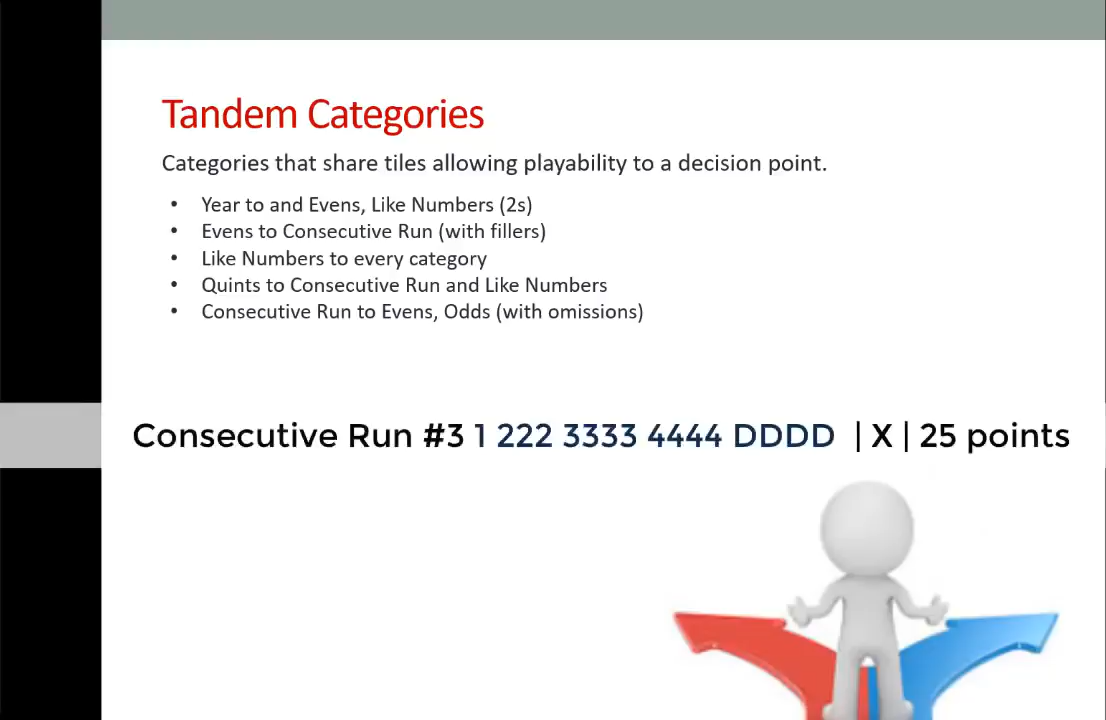 Tandem Categories
Categories that share tiles allowing playability to a decision point.
• Year to and Evens, Like Numbers (2s)
• Evens to Consecutive Run (with fillers)
• Like Numbers to every category
• Quints to Consecutive Run and Like Numbers
• Consecutive Run to Evens, Odds (with omissions)
Consecutive Run #3 1 222 3333 4444 DDDD | X | 25 points